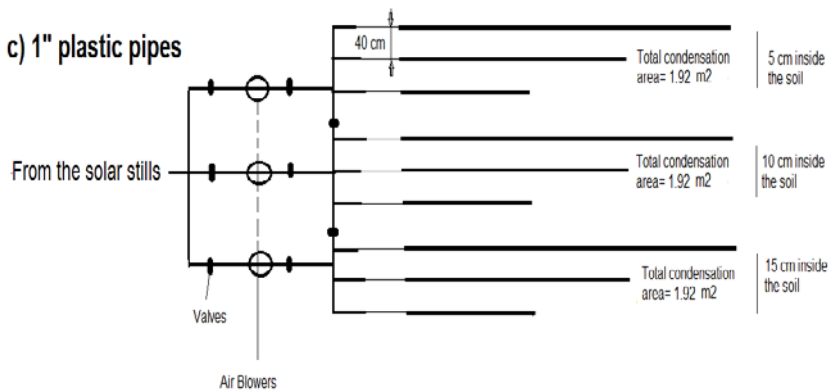 c) 1" plastic pipes
40 cm
Total condensation
area= 1.92 m2
5 cm inside
the soil
From the solar stills
Total condensation
area= 1.92 m2
10 cm inside
the soil
Total condensation
area= 1.92 m2
15 cm inside
the soil
Valves
Air Blowers